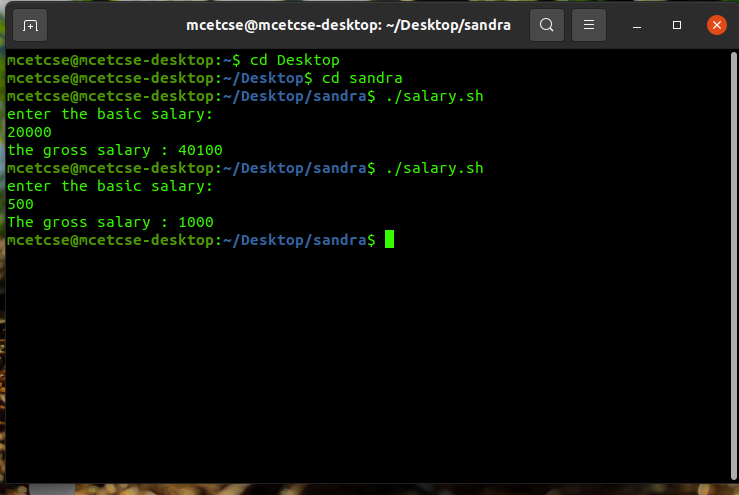 mcetcse@mcetcse-desktop: ~/Desktop/sandra
mcetcse@mcetcse-desktop:~$ cd Desktop
mcetcse@mcetcse-desktop:~/Desktop$ cd sandra
mcetcse@mcetcse-desktop:~/Desktop/sandra$ ./salary.sh
enter the basic salary:
20000
the gross salary : 40100
mcetcse@mcetcse-desktop:~/Desktop/sandra$ ./salary.sh
enter the basic salary:
500
The gross salary : 1000
mcetcse@mcetcse-desktop:~/Desktop/sandra$